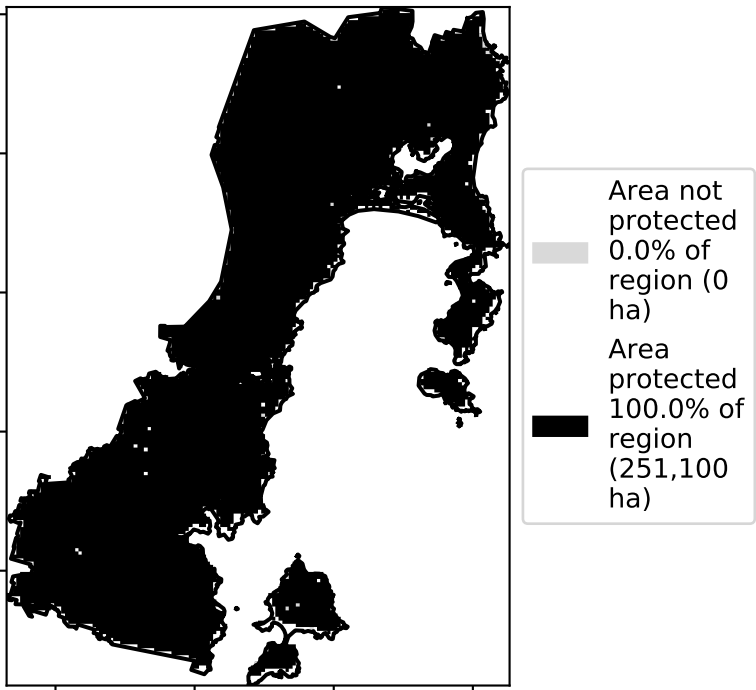 Area not
protected
0.0% of
region (0
ha)
Area
protected
100.0% of
region
(251,100
ha)